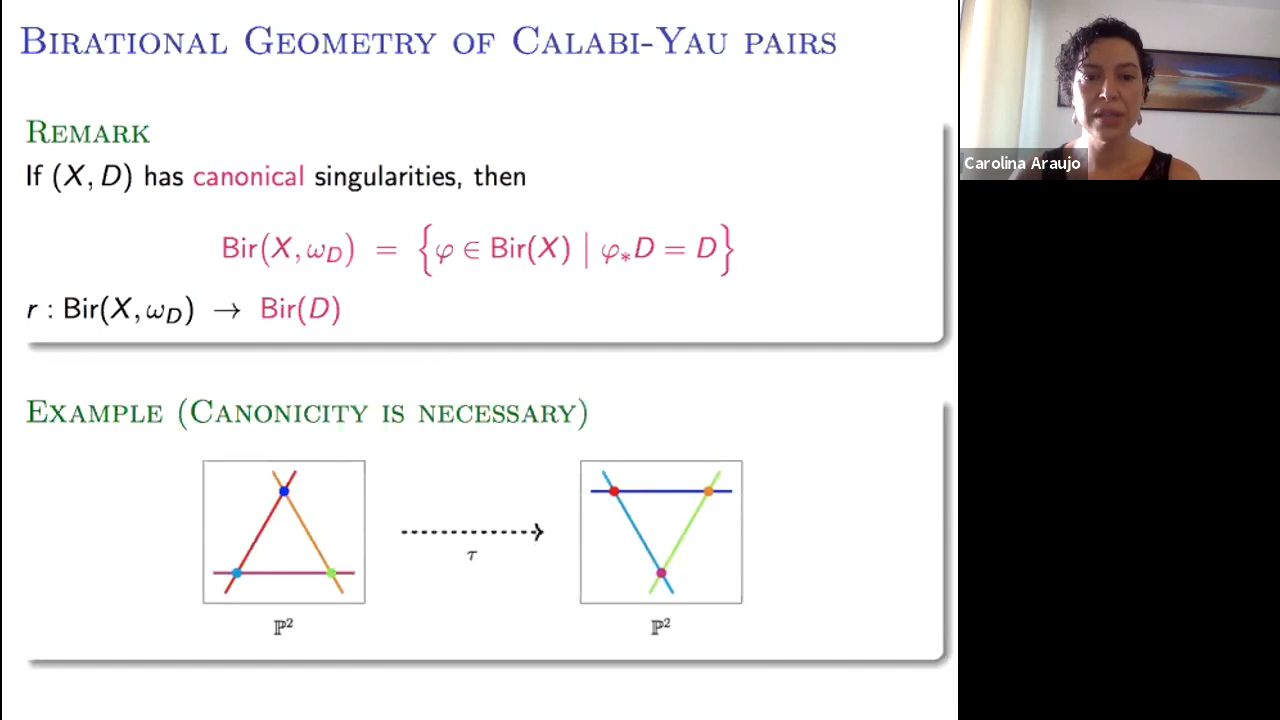 Birational Geometry of Calabi-Yau pairs
Carolina Araujo
Remark
If (X, D) has canonical singularities, then
Bir(X, ω_D) = {φ ∈ Bir(X) | φ_*D = D}
r : Bir(X, ω_D) → Bir(D)
Example (Canonicity is necessary)
τ
ℙ² ℙ²